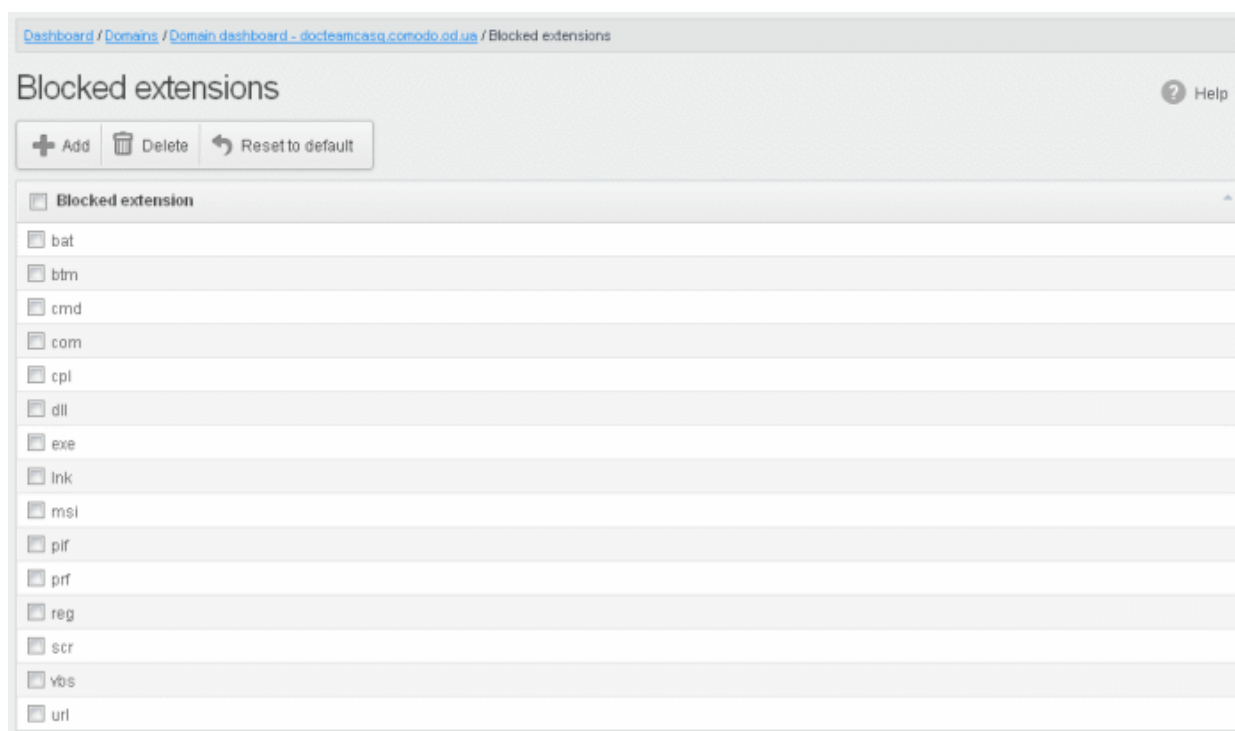 Dashboard / Domains / Domain dashboard - docteamcasq.comodo.od.ua / Blocked extensions
Blocked extensions
Help
Add Delete Reset to default
Blocked extension
bat
btm
cmd
com
cpl
dll
exe
lnk
msi
pif
prf
reg
scr
vbs
url